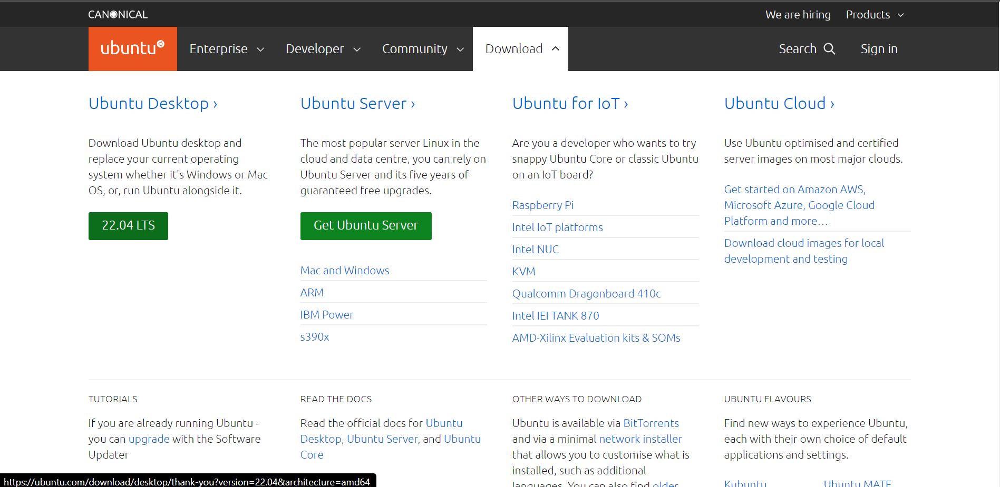 CANONICAL
We are hiring
Products
ubuntu
Enterprise
Developer
Community
Download
Search
Sign in
Ubuntu Desktop ›
Download Ubuntu desktop and
replace your current operating
system whether it's Windows or Mac
OS, or, run Ubuntu alongside it.
22.04 LTS
Ubuntu Server ›
The most popular server Linux in the
cloud and data centre, you can rely on
Ubuntu Server and its five years of
guaranteed free upgrades.
Get Ubuntu Server
Mac and Windows
ARM
IBM Power
s390x
Ubuntu for IoT ›
Are you a developer who wants to try
snappy Ubuntu Core or classic Ubuntu
on an IoT board?
Raspberry Pi
Intel IoT platforms
Intel NUC
KVM
Qualcomm Dragonboard 410c
Intel IEI TANK 870
AMD-Xilinx Evaluation kits & SOMs
Ubuntu Cloud ›
Use Ubuntu optimised and certified
server images on most major clouds.
Get started on Amazon AWS,
Microsoft Azure, Google Cloud
Platform and more…
Download cloud images for local
development and testing
TUTORIALS
If you are already running Ubuntu -
you can upgrade with the Software
Updater
READ THE DOCS
Read the official docs for Ubuntu
Desktop, Ubuntu Server, and Ubuntu
Core
OTHER WAYS TO DOWNLOAD
Ubuntu is available via BitTorrents
and via a minimal network installer
that allows you to customise what is
installed, such as additional
languages. You can also find older
UBUNTU FLAVOURS
Find new ways to experience Ubuntu,
each with their own choice of default
applications and settings.
Kubuntu
Ubuntu MATE
https://ubuntu.com/download/desktop/thank-you?version=22.04&architecture=amd64